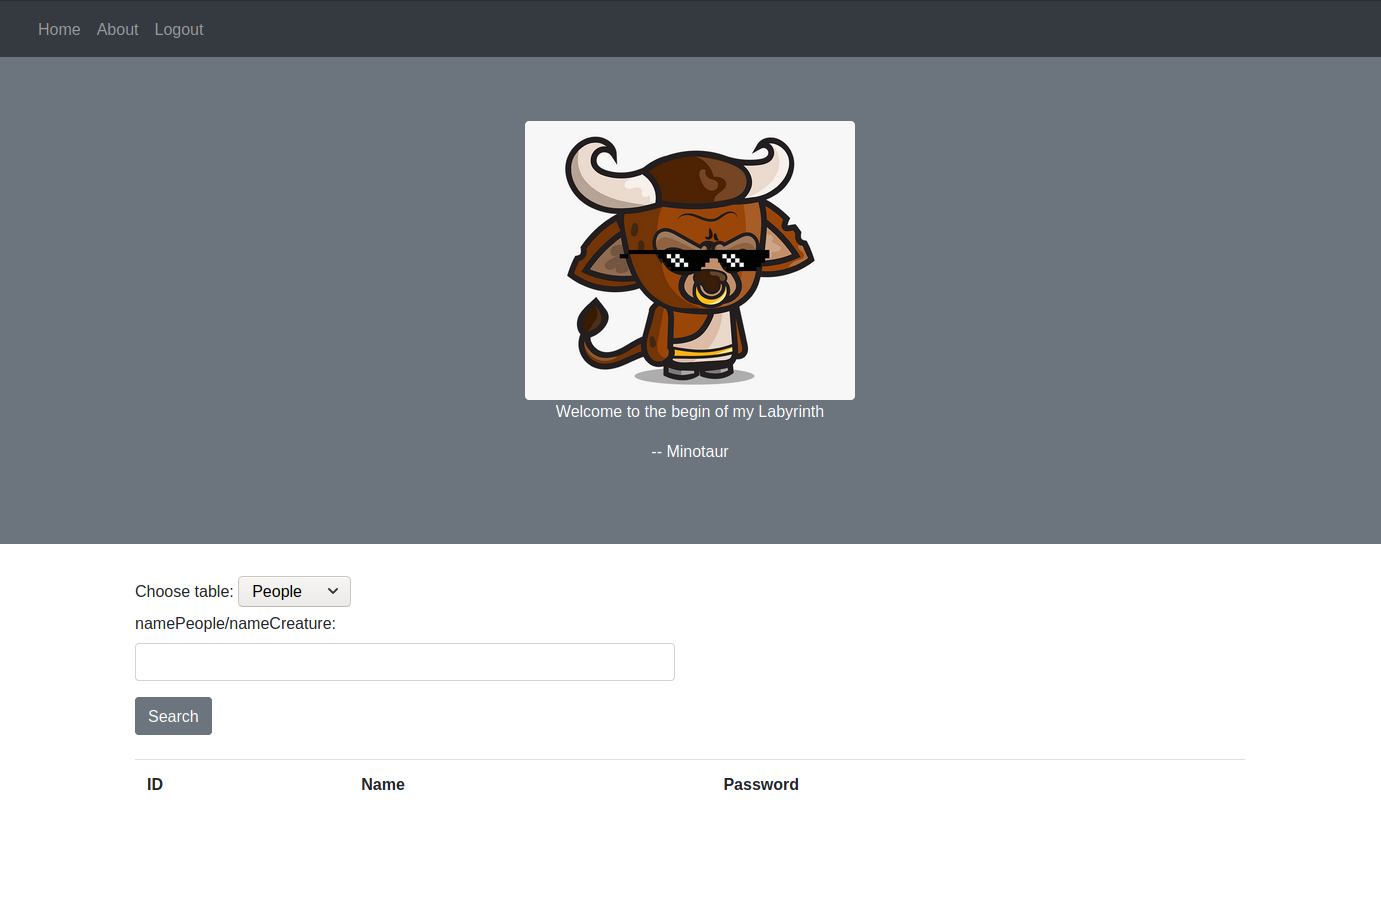 Home About Logout
Welcome to the begin of my Labyrinth
-- Minotaur
Choose table: People
namePeople/nameCreature:
Search
ID Name Password